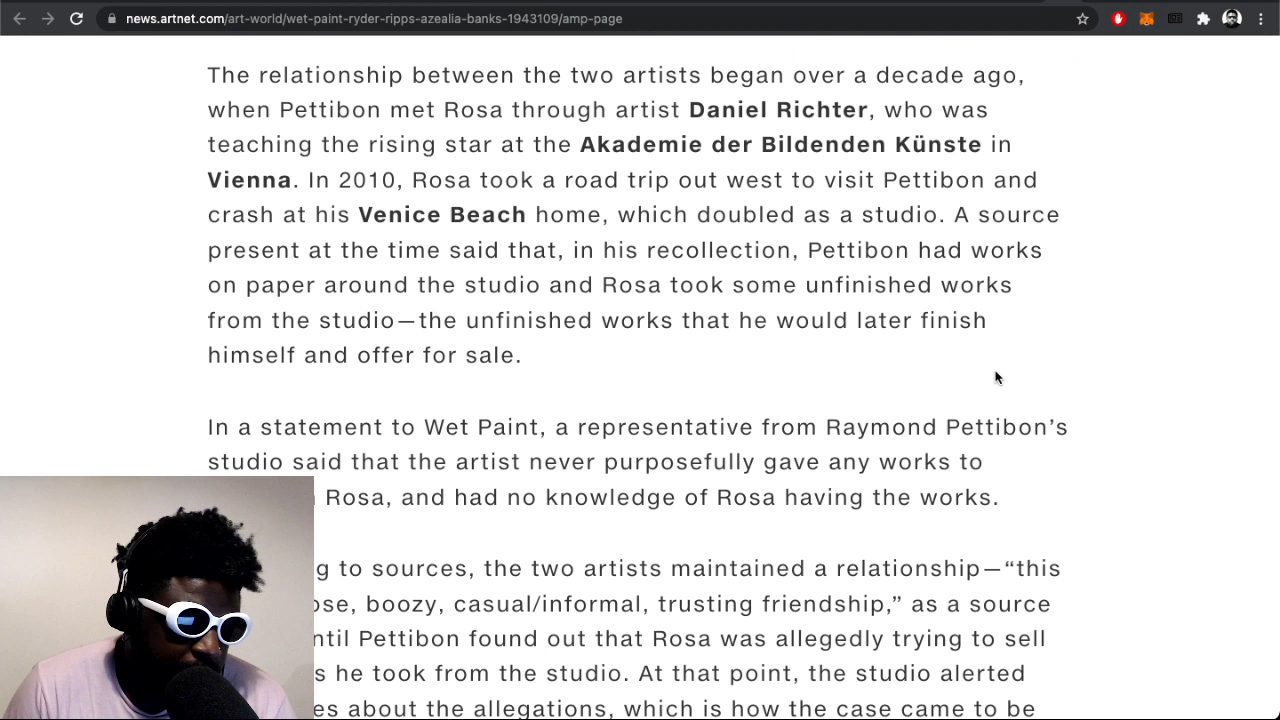 news.artnet.com/art-world/wet-paint-ryder-ripps-azealia-banks-1943109/amp-page
The relationship between the two artists began over a decade ago,
when Pettibon met Rosa through artist Daniel Richter, who was
teaching the rising star at the Akademie der Bildenden Künste in
Vienna. In 2010, Rosa took a road trip out west to visit Pettibon and
crash at his Venice Beach home, which doubled as a studio. A source
present at the time said that, in his recollection, Pettibon had works
on paper around the studio and Rosa took some unfinished works
from the studio—the unfinished works that he would later finish
himself and offer for sale.
In a statement to Wet Paint, a representative from Raymond Pettibon’s
studio said that the artist never purposefully gave any works to
Rosa, and had no knowledge of Rosa having the works.
to sources, the two artists maintained a relationship—“this
boozy, casual/informal, trusting friendship,” as a source
Pettibon found out that Rosa was allegedly trying to sell
he took from the studio. At that point, the studio alerted
about the allegations, which is how the case came to be